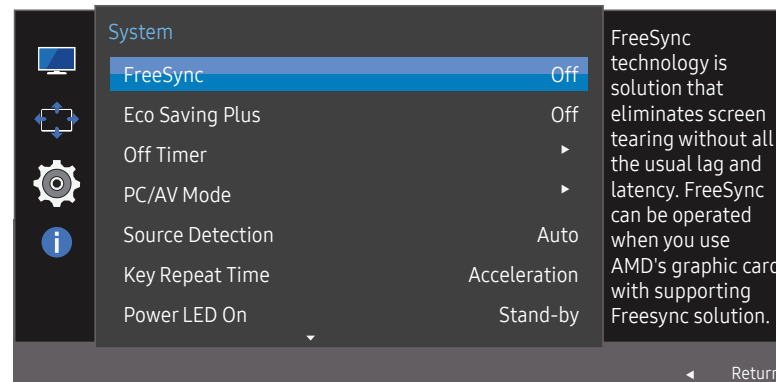 System
FreeSync Off
Eco Saving Plus Off
Off Timer
PC/AV Mode
Source Detection Auto
Key Repeat Time Acceleration
Power LED On Stand-by
FreeSync
technology is
solution that
eliminates screen
tearing without all
the usual lag and
latency. FreeSync
can be operated
when you use
AMD's graphic card
with supporting
Freesync solution.
Return